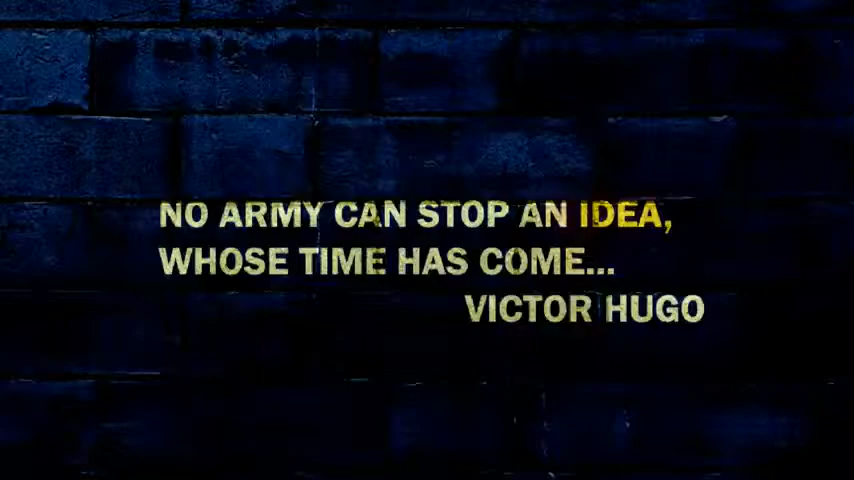 NO ARMY CAN STOP AN IDEA,
WHOSE TIME HAS COME...
VICTOR HUGO